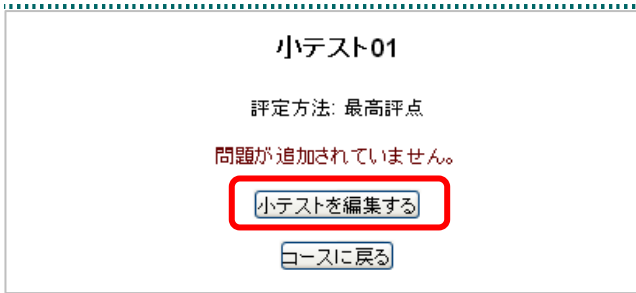 小テスト01
評定方法: 最高評点
問題が追加されていません。
小テストを編集する
コースに戻る